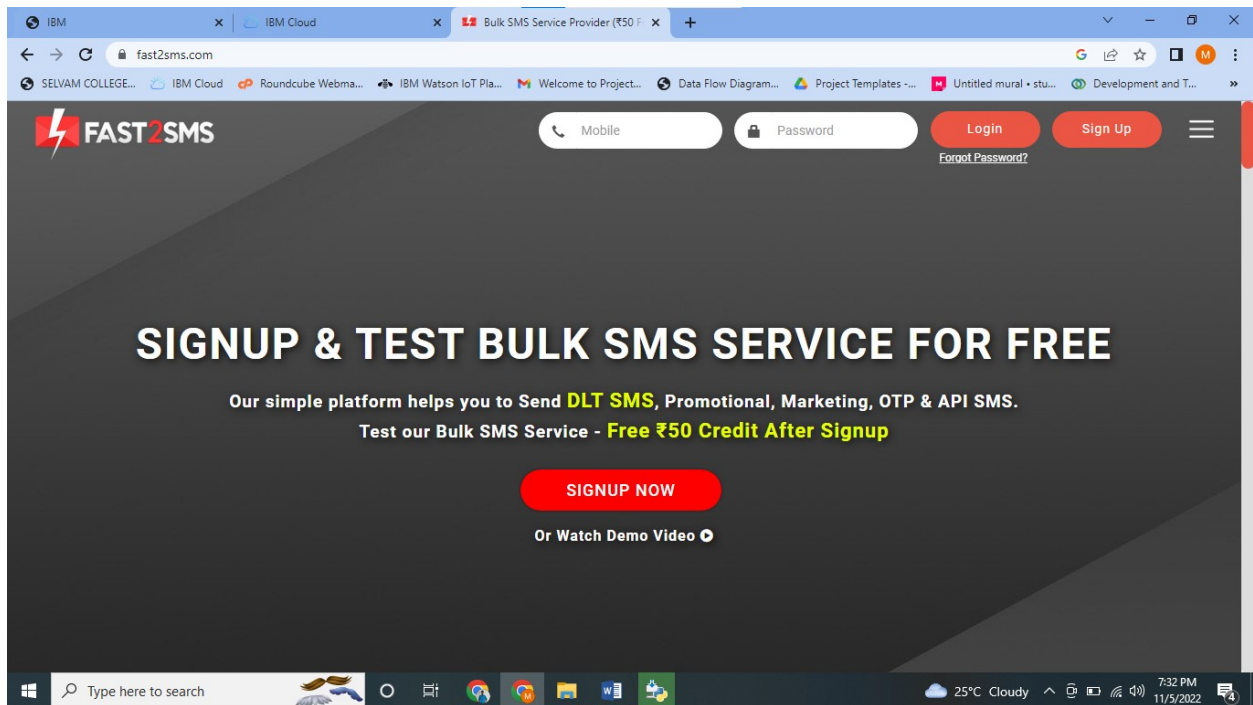 IBM
IBM Cloud
Bulk SMS Service Provider (₹50 F
fast2sms.com
G
M
SELVAM COLLEGE...
IBM Cloud
Roundcube Webma...
IBM Watson IoT Pla...
Welcome to Project...
Data Flow Diagram...
Project Templates -...
Untitled mural • stu...
Development and T...
FAST2SMS
Mobile
Password
Login
Sign Up
Forgot Password?
SIGNUP & TEST BULK SMS SERVICE FOR FREE
Our simple platform helps you to Send DLT SMS, Promotional, Marketing, OTP & API SMS.
Test our Bulk SMS Service - Free ₹50 Credit After Signup
SIGNUP NOW
Or Watch Demo Video
Type here to search
25°C Cloudy
7:32 PM
11/5/2022
4